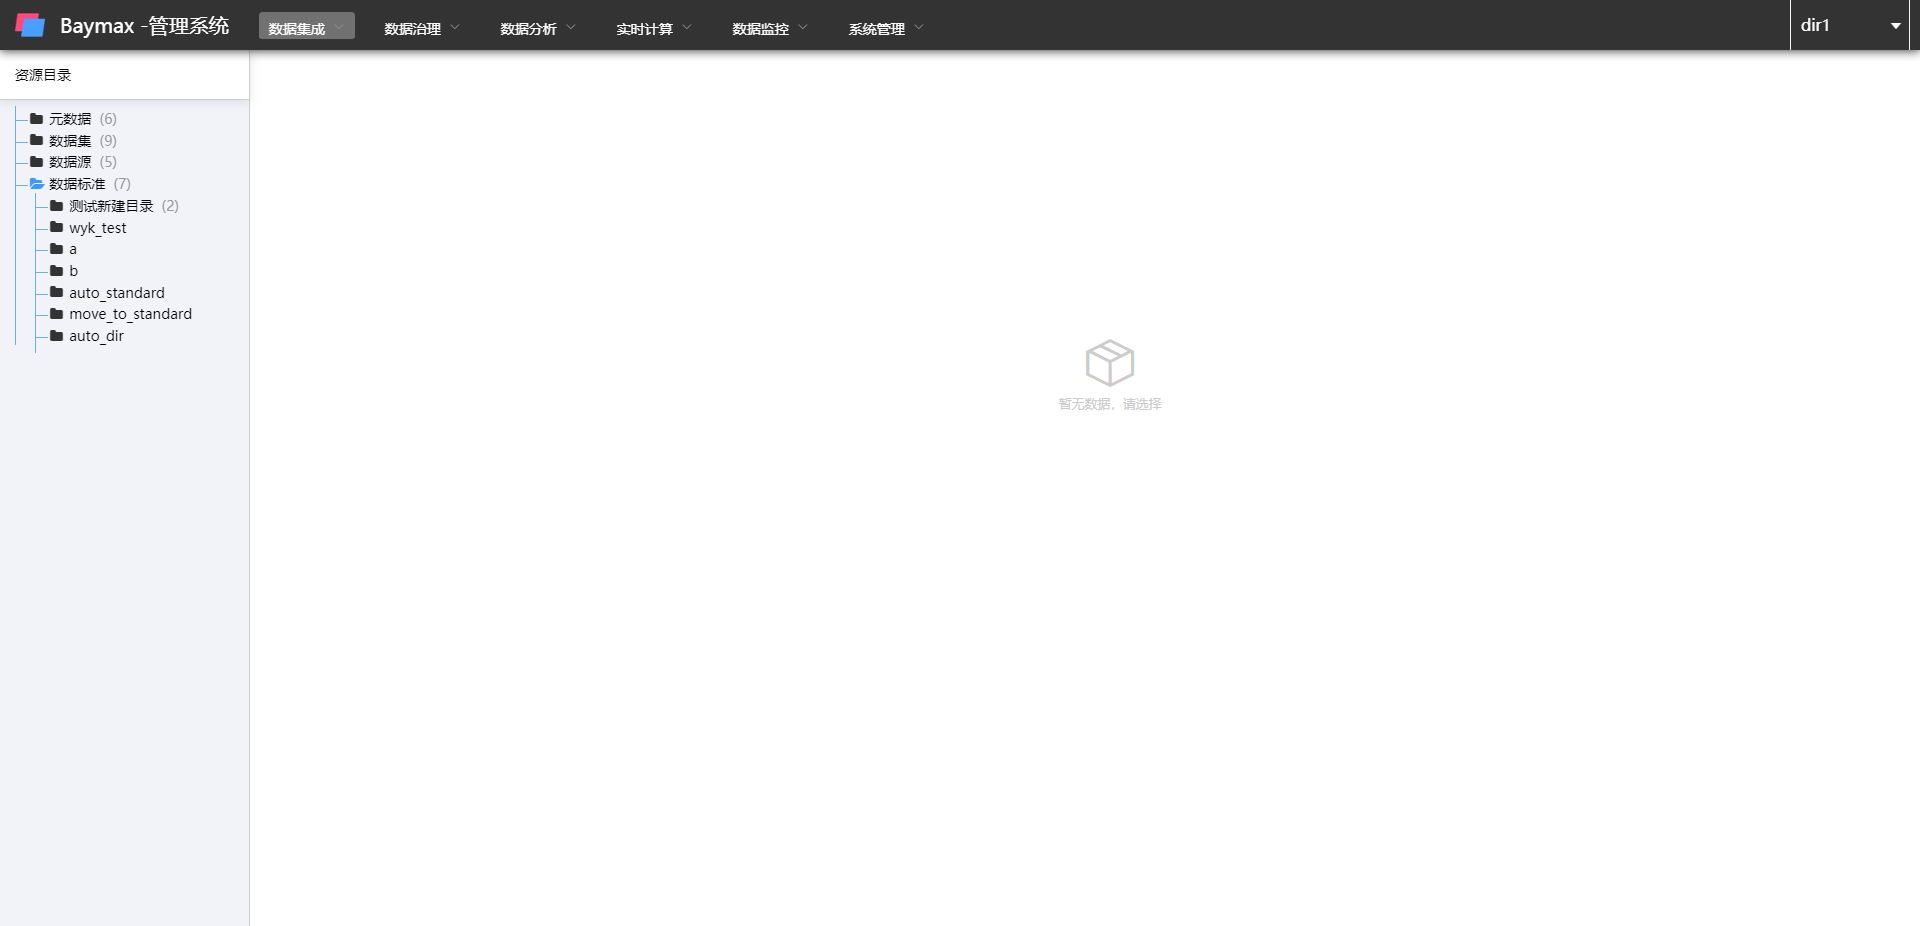 Baymax -管理系统 数据集成 数据治理 数据分析 实时计算 数据监控 系统管理 dir1
资源目录
元数据 (6)
数据集 (9)
数据源 (5)
数据标准 (7)
测试新建目录 (2)
wyk_test
a
b
auto_standard
move_to_standard
auto_dir
暂无数据，请选择